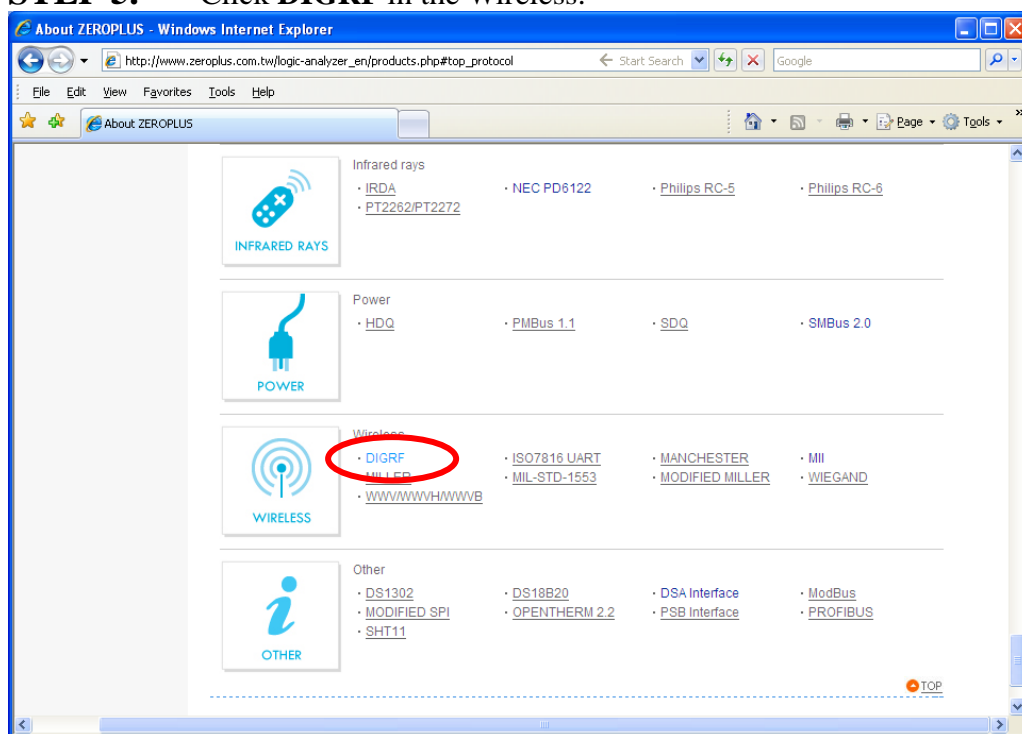 STEP 3. Click DIGRF in the Wireless.
About ZEROPLUS - Windows Internet Explorer
http://www.zeroplus.com.tw/logic-analyzer_en/products.php#top_protocol Start Search Google
File Edit View Favorites Tools Help
About ZEROPLUS Page Tools »
Infrared rays
· IRDA · NEC PD6122 · Philips RC-5 · Philips RC-6
· PT2262/PT2272
INFRARED RAYS
Power
· HDQ · PMBus 1.1 · SDQ · SMBus 2.0
POWER
Wireless
· DIGRF · ISO7816 UART · MANCHESTER · MII
· MILLER · MIL-STD-1553 · MODIFIED MILLER · WIEGAND
· WWV/WWVH/WWVB
WIRELESS
Other
· DS1302 · DS18B20 · DSA Interface · ModBus
· MODIFIED SPI · OPENTHERM 2.2 · PSB Interface · PROFIBUS
· SHT11
OTHER
TOP